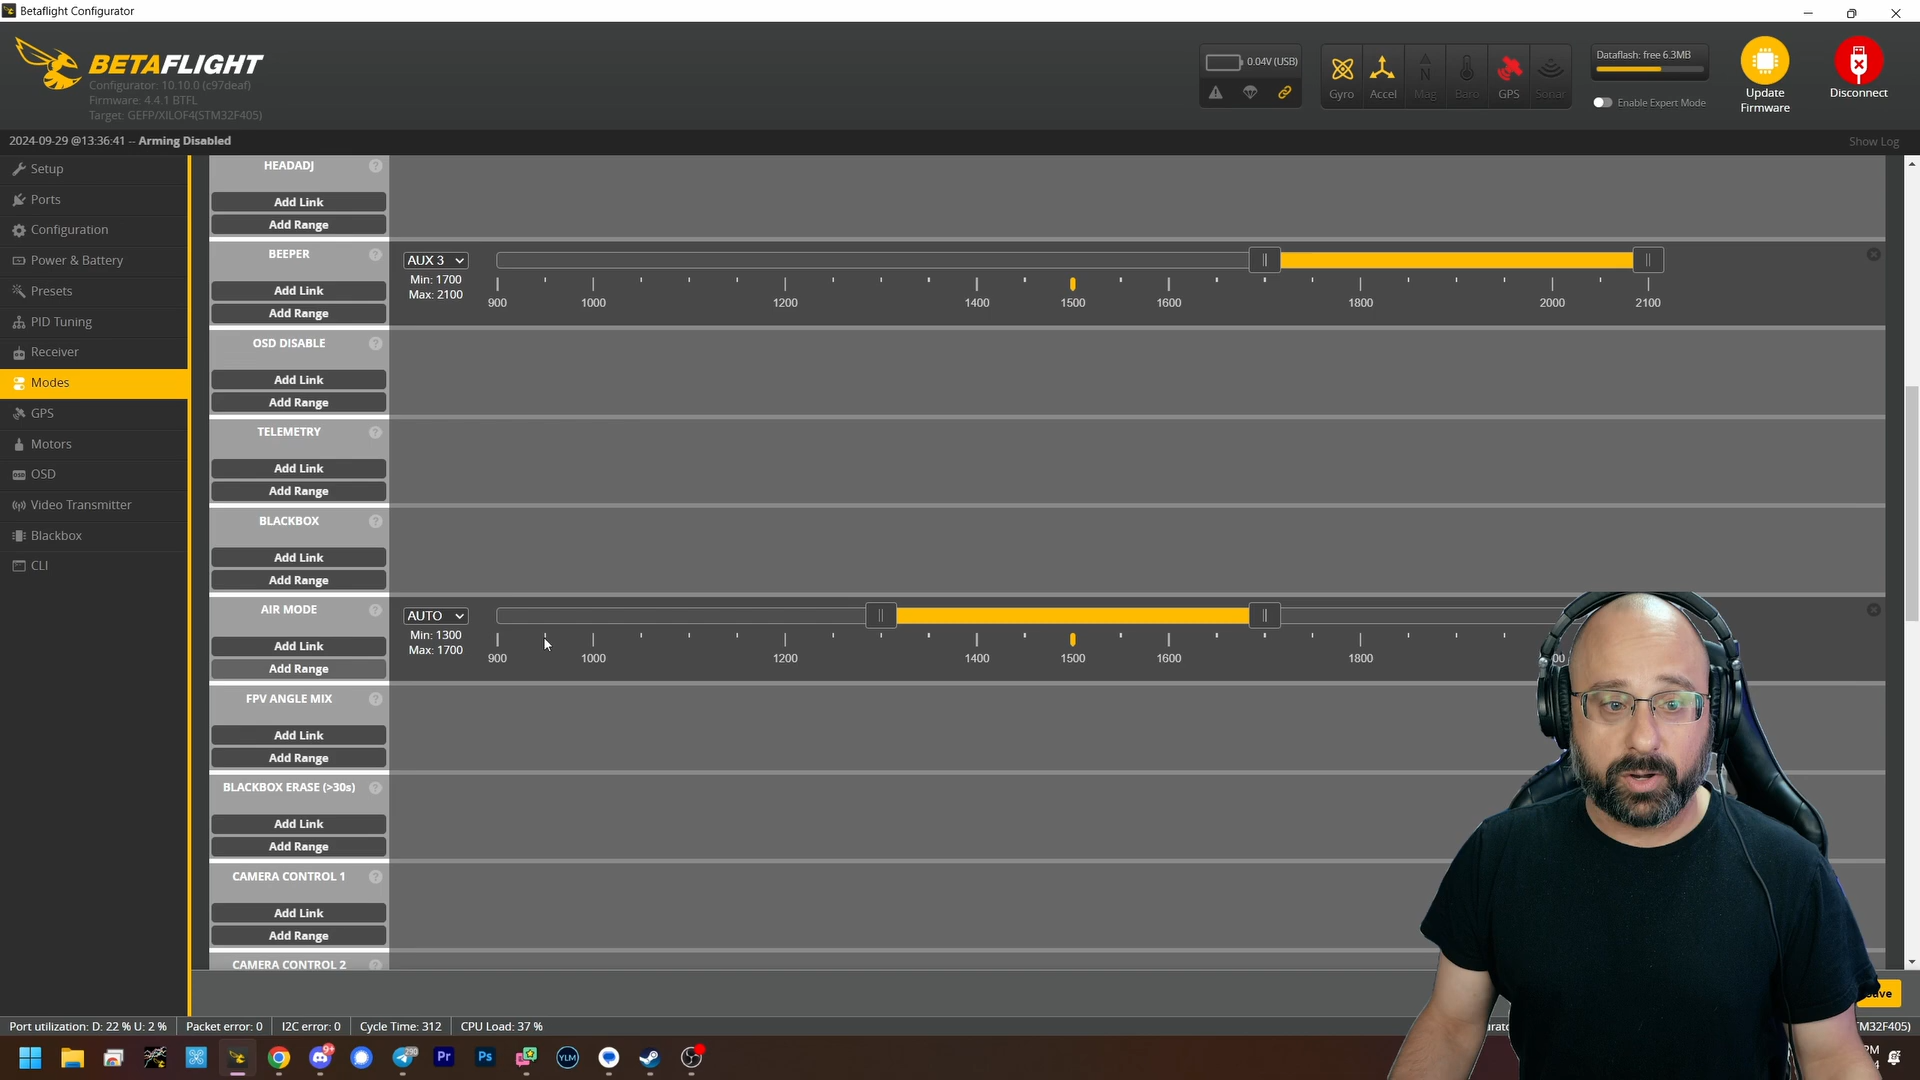 Betaflight Configurator
BETAFLIGHT
Configurator: 10.10.0 (c97deaf)
Firmware: 4.4.1 BTFL
Target: GEFP/XILOF4(STM32F405)
0.04V (USB)
Gyro
Accel
Mag
Baro
GPS
Sonar
Dataflash: free 6.3MB
Enable Expert Mode
Update
Firmware
Disconnect
2024-09-29 @13:36:41 -- Arming Disabled
Show Log
Setup
Ports
Configuration
Power & Battery
Presets
PID Tuning
Receiver
Modes
GPS
Motors
OSD
Video Transmitter
Blackbox
CLI
HEADADJ
Add Link
Add Range
BEEPER
Add Link
Add Range
AUX 3
Min: 1700
Max: 2100
900 1000 1200 1400 1500 1600 1800 2000 2100
OSD DISABLE
Add Link
Add Range
TELEMETRY
Add Link
Add Range
BLACKBOX
Add Link
Add Range
AIR MODE
Add Link
Add Range
AUTO
Min: 1300
Max: 1700
900 1000 1200 1400 1500 1600 1800
FPV ANGLE MIX
Add Link
Add Range
BLACKBOX ERASE (>30s)
Add Link
Add Range
CAMERA CONTROL 1
Add Link
Add Range
CAMERA CONTROL 2
Port utilization: D: 22 % U: 2 %
Packet error: 0
I2C error: 0
Cycle Time: 312
CPU Load: 37 %
Pr
Ps
YLM